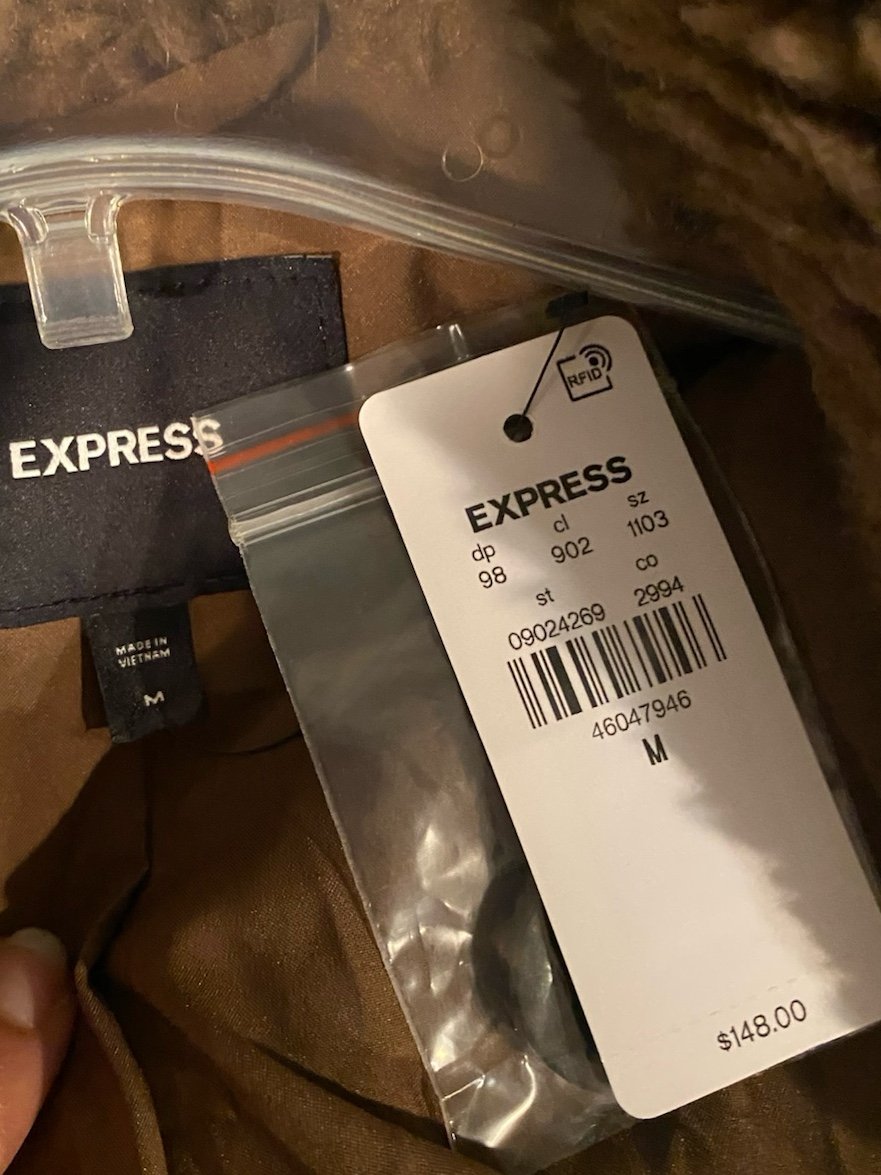 EXPRESS
MADE IN
VIETNAM
M
RFID
EXPRESS
dp cl sz
98 902 1103
st co
09024269 2994
46047946
M
$148.00